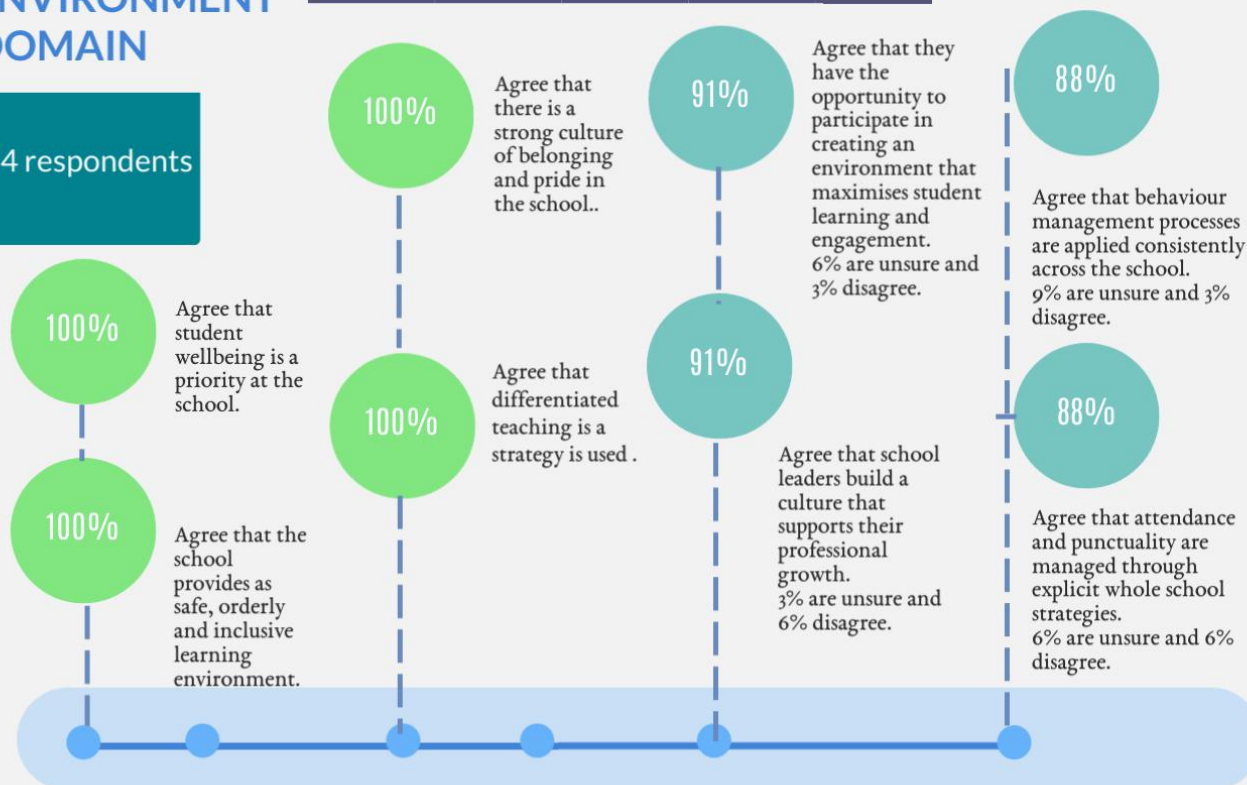 ENVIRONMENT
DOMAIN
4 respondents
100%
Agree that
student
wellbeing is a
priority at the
school.
100%
Agree that the
school
provides as
safe, orderly
and inclusive
learning
environment.
100%
Agree that
there is a
strong culture
of belonging
and pride in
the school..
100%
Agree that
differentiated
teaching is a
strategy is used .
91%
Agree that they
have the
opportunity to
participate in
creating an
environment that
maximises student
learning and
engagement.
6% are unsure and
3% disagree.
91%
Agree that school
leaders build a
culture that
supports their
professional
growth.
3% are unsure and
6% disagree.
88%
Agree that behaviour
management processes
are applied consistently
across the school.
9% are unsure and 3%
disagree.
88%
Agree that attendance
and punctuality are
managed through
explicit whole school
strategies.
6% are unsure and 6%
disagree.